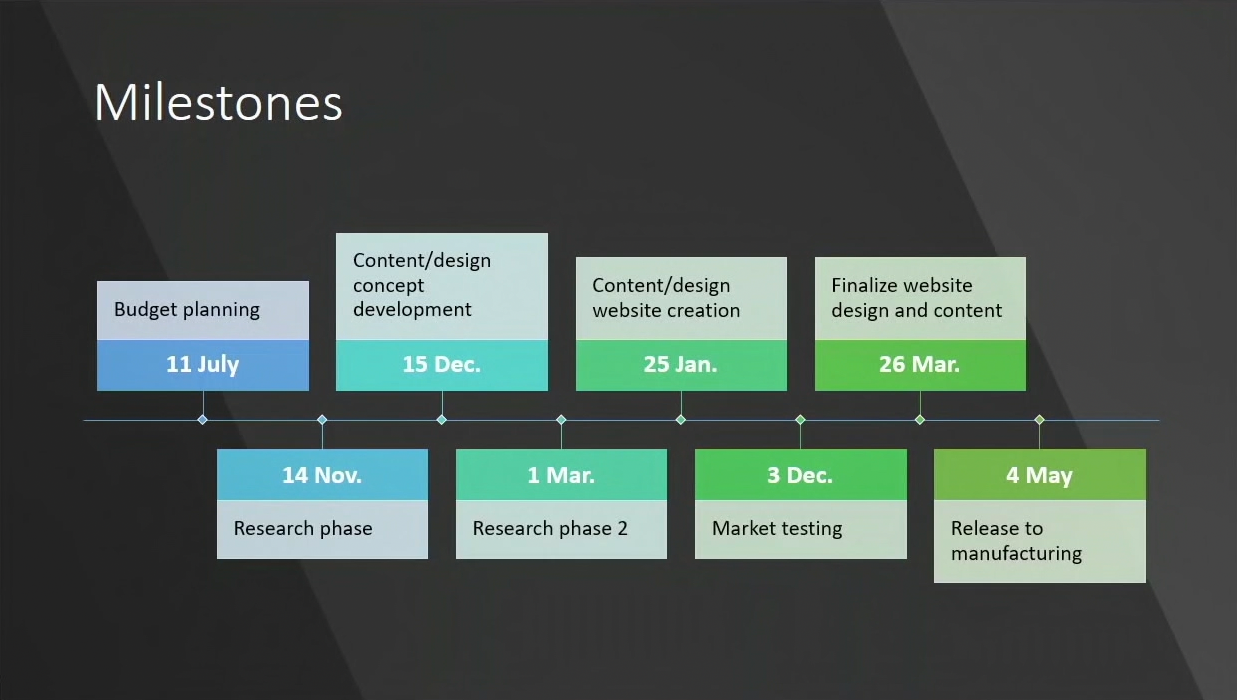 Milestones
Budget planning
11 July
14 Nov.
Research phase
Content/design
concept
development
15 Dec.
1 Mar.
Research phase 2
Content/design
website creation
25 Jan.
3 Dec.
Market testing
Finalize website
design and content
26 Mar.
4 May
Release to
manufacturing